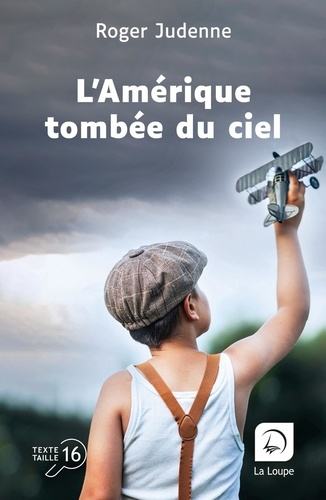 Roger Judenne
L'Amérique
tombée du ciel
TEXTE
TAILLE 16
La Loupe